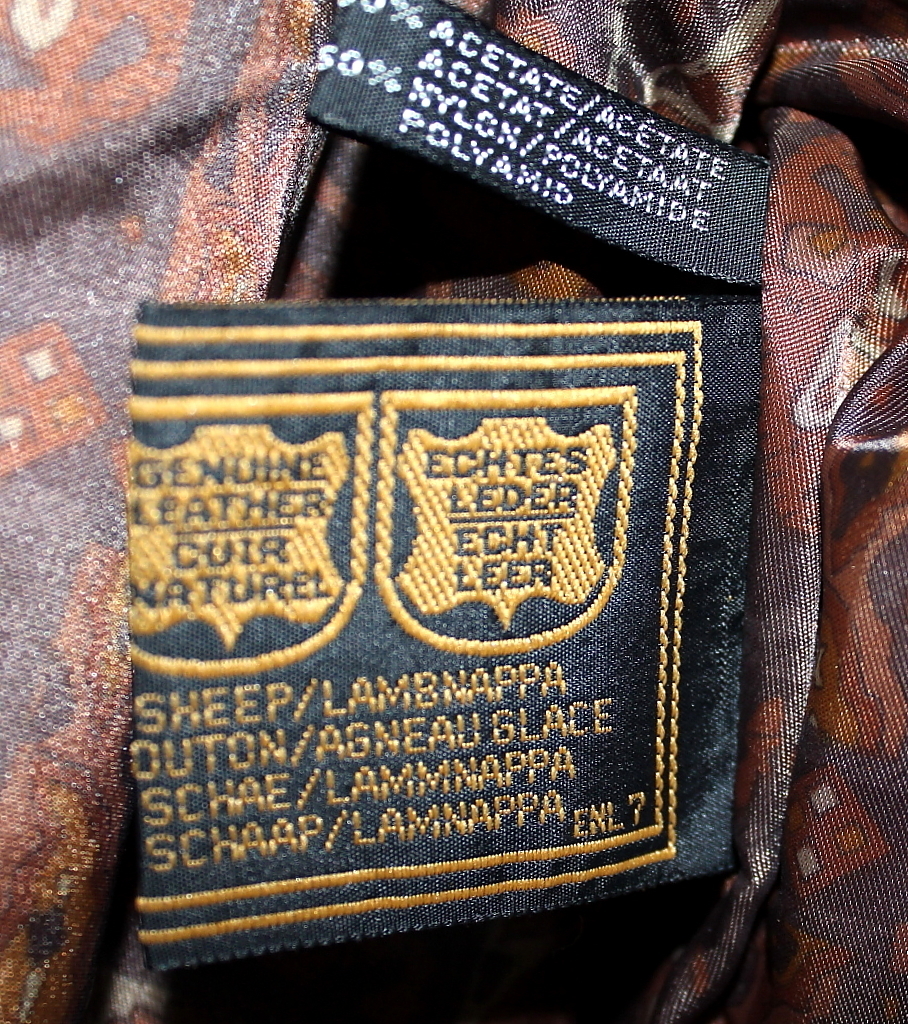 ACETATE/ACETATE
ACETAT/ACETAAT
50% NYLON/POLYAMIDE
POLYAMID
GENUINE
LEATHER
CUIR
NATUREL
ECHTES
LEDER
ECHT
LEER
SHEEP/LAMBNAPPA
OUTON/AGNEAU GLACE
SCHAE/LAMMNAPPA
SCHAAP/LAMNAPPA
ENL 7